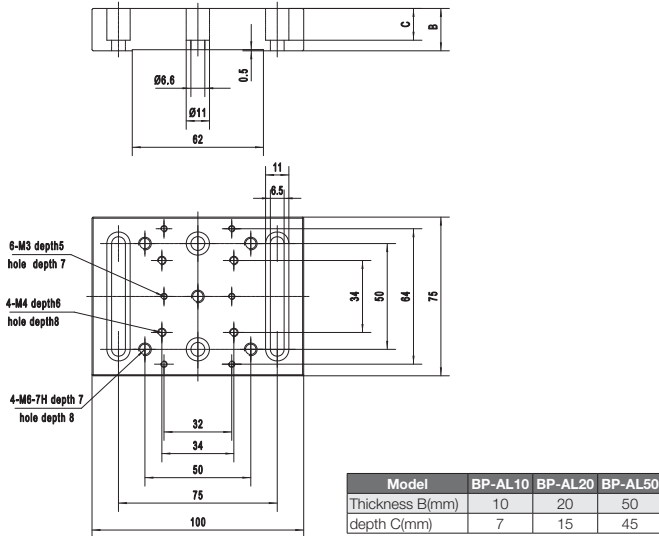 C
B
0.5
Ø6.6
Ø11
62
11
6.5
6-M3 depth5
hole depth 7
4-M4 depth6
hole depth8
4-M6-7H depth 7
hole depth 8
34
50
64
75
32
34
50
75
100
Model BP-AL10 BP-AL20 BP-AL50
Thickness B(mm) 10 20 50
depth C(mm) 7 15 45